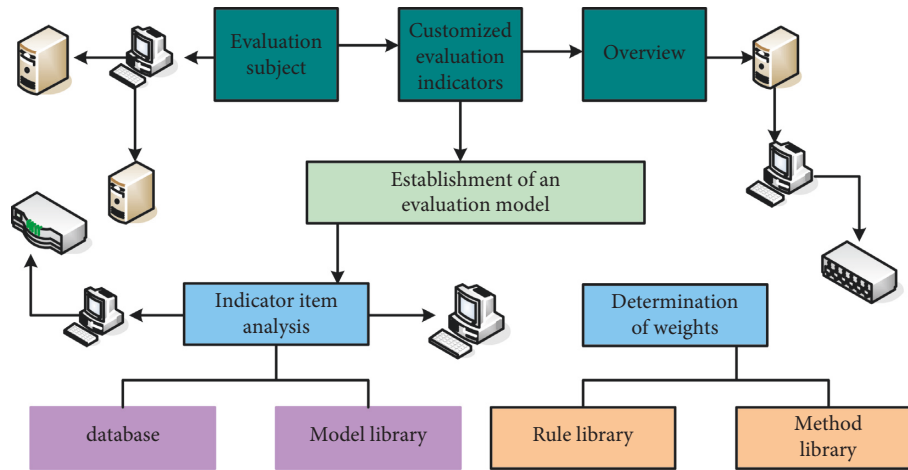 Evaluation
subject
Customized
evaluation
indicators
Overview
Establishment of an
evaluation model
Indicator item
analysis
Determination
of weights
database
Model library
Rule library
Method
library